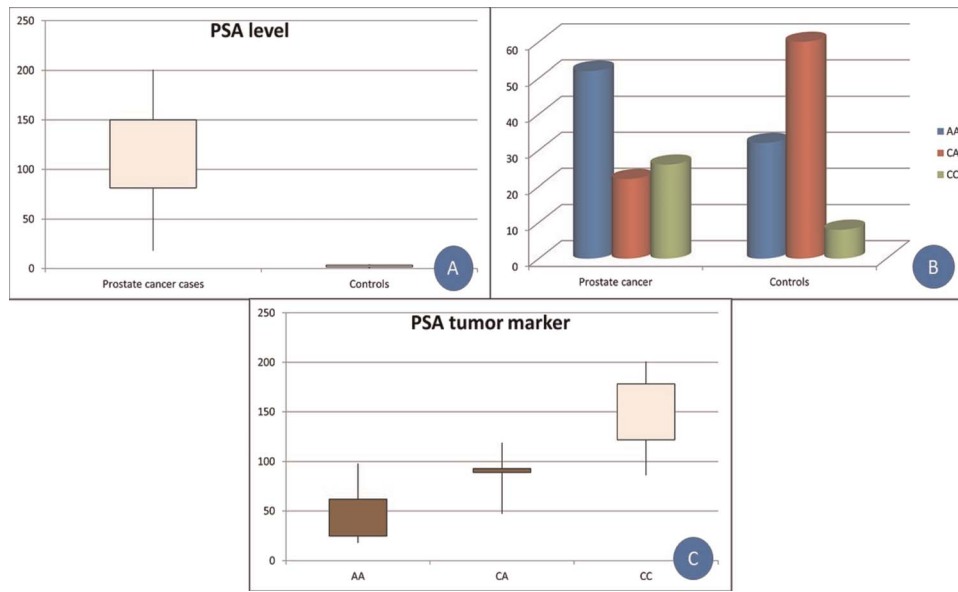 PSA level
250
200
150
100
50
0
Prostate cancer cases Controls
A
60
50
40
30
20
10
0
Prostate cancer Controls
AA
CA
CC
B
PSA tumor marker
250
200
150
100
50
0
AA CA CC
C